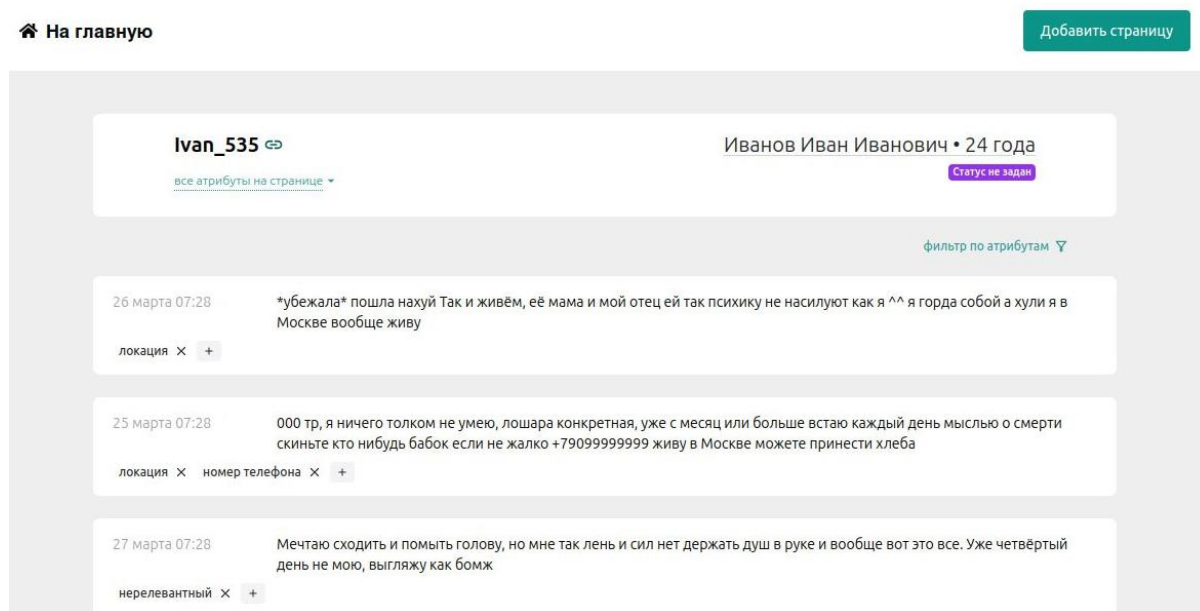 На главную
Добавить страницу
Ivan_535
Иванов Иван Иванович • 24 года
все атрибуты на странице
Статус не задан
фильтр по атрибутам
26 марта 07:28
*убежала* пошла нахуй Так и живём, её мама и мой отец ей так психику не насилуют как я ^^ я горда собой а хули я в
Москве вообще живу
локация × +
25 марта 07:28
000 тр, я ничего толком не умею, лошара конкретная, уже с месяц или больше встаю каждый день мыслью о смерти
скиньте кто нибудь бабок если не жалко +79099999999 живу в Москве можете принести хлеба
локация × номер телефона × +
27 марта 07:28
Мечтаю сходить и помыть голову, но мне так лень и сил нет держать душ в руке и вообще вот это все. Уже четвёртый
день не мою, выгляжу как бомж
нерелевантный × +